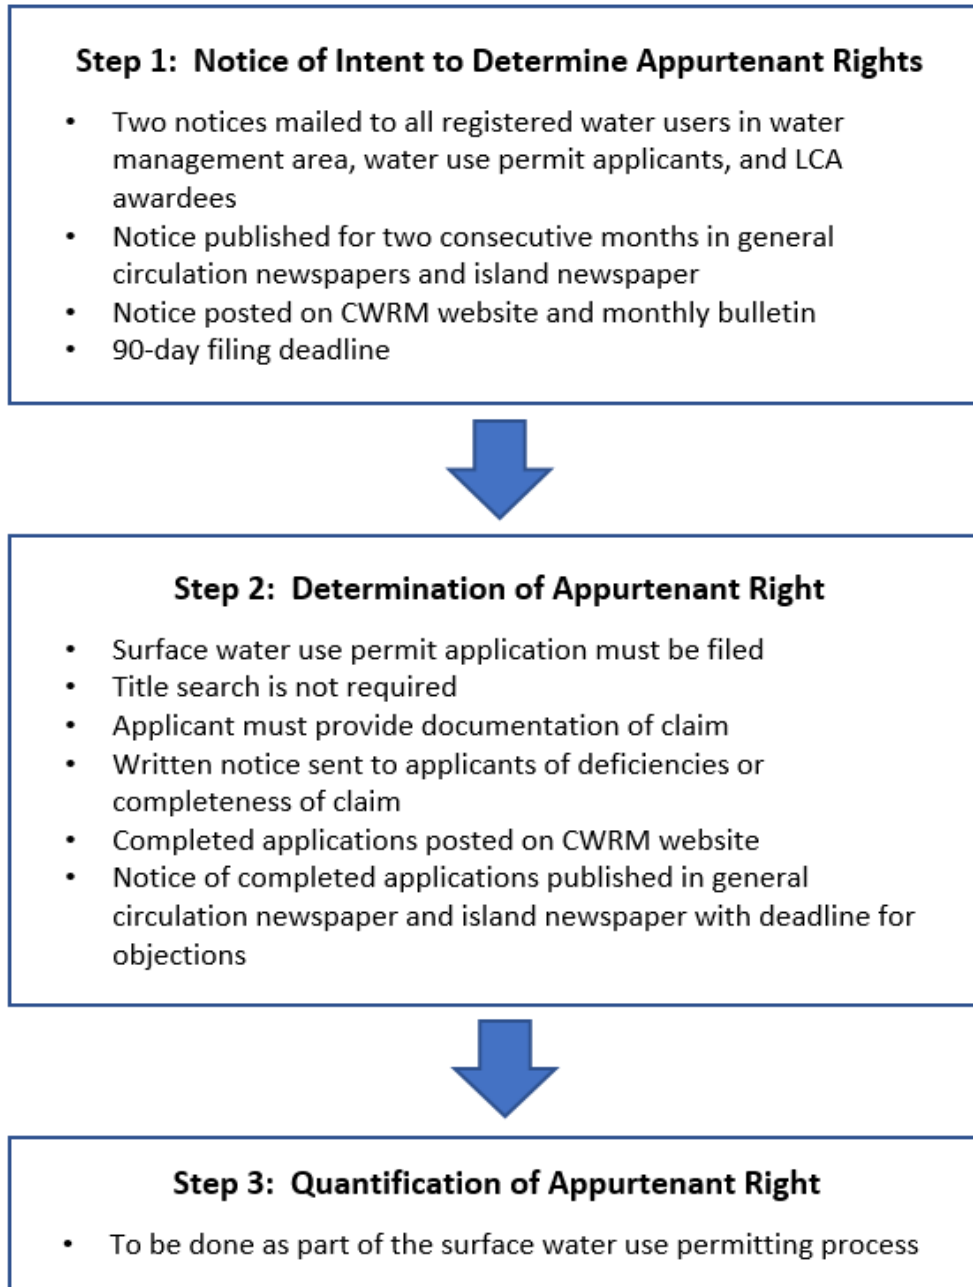 Step 1:  Notice of Intent to Determine Appurtenant Rights
• Two notices mailed to all registered water users in water
management area, water use permit applicants, and LCA
awardees
• Notice published for two consecutive months in general
circulation newspapers and island newspaper
• Notice posted on CWRM website and monthly bulletin
• 90-day filing deadline
Step 2:  Determination of Appurtenant Right
• Surface water use permit application must be filed
• Title search is not required
• Applicant must provide documentation of claim
• Written notice sent to applicants of deficiencies or
completeness of claim
• Completed applications posted on CWRM website
• Notice of completed applications published in general
circulation newspaper and island newspaper with deadline for
objections
Step 3:  Quantification of Appurtenant Right
• To be done as part of the surface water use permitting process